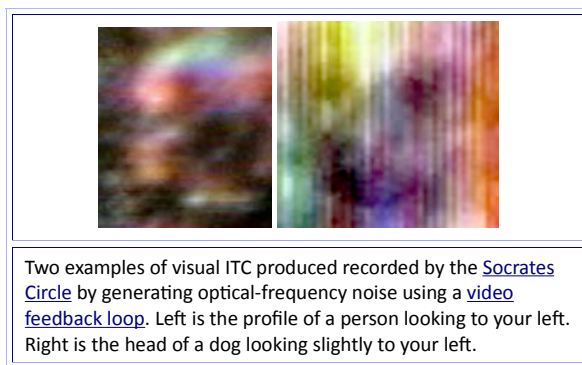 Two examples of visual ITC produced recorded by the Socrates
Circle by generating optical-frequency noise using a video
feedback loop. Left is the profile of a person looking to your left.
Right is the head of a dog looking slightly to your left.